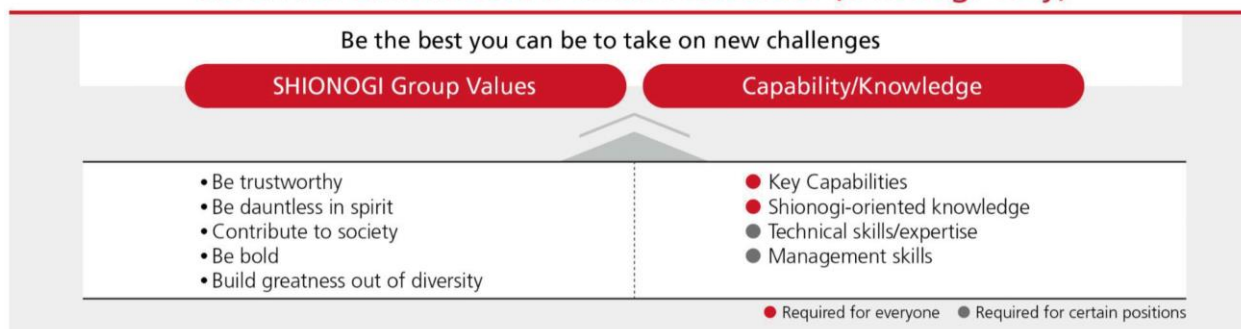 Be the best you can be to take on new challenges
SHIONOGI Group Values
Capability/Knowledge
• Be trustworthy
• Be dauntless in spirit
• Contribute to society
• Be bold
• Build greatness out of diversity
● Key Capabilities
● Shionogi-oriented knowledge
● Technical skills/expertise
● Management skills
● Required for everyone ● Required for certain positions